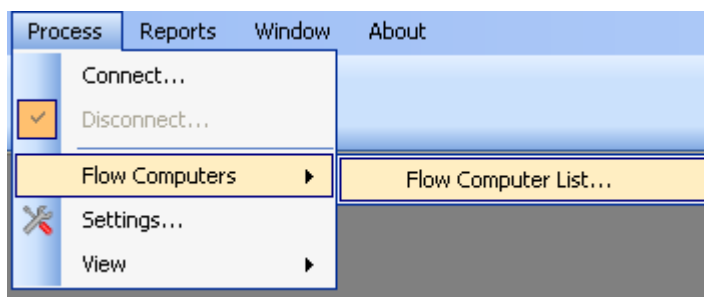 Process Reports Window About
Connect...
Disconnect...
Flow Computers Flow Computer List...
Settings...
View